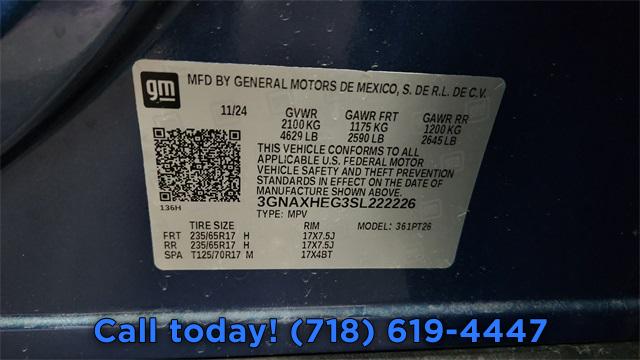 gm
MFD BY GENERAL MOTORS DE MEXICO, S. DE R.L. DE C.V.
11/24 GVWR GAWR FRT GAWR RR
2100 KG 1175 KG 1200 KG
4629 LB 2590 LB 2645 LB
THIS VEHICLE CONFORMS TO ALL
APPLICABLE U.S. FEDERAL MOTOR
VEHICLE SAFETY AND THEFT PREVENTION
STANDARDS IN EFFECT ON THE DATE OF
MANUFACTURE SHOWN ABOVE.
3GNAXHEG3SL222226
136H TYPE: MPV
TIRE SIZE RIM MODEL: 361PT26
FRT 235/65R17 H 17X7.5J
RR 235/65R17 H 17X7.5J
SPA T125/70R17 M 17X4BT
Call today! (718) 619-4447